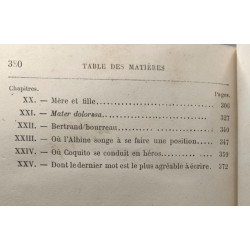 380 TABLE DES MATIÈRES
Chapitres. Pages.
XX. — Mère et fille 306
XXI. — Mater dolorosa 327
XXII. — Bertrand bourreau 333
XXIII. — Où l'Albine songe à se faire une position 347
XXIV. — Où Coquito se conduit en héros 359
XXV. — Dont le dernier mot est le plus agréable à écrire. 372